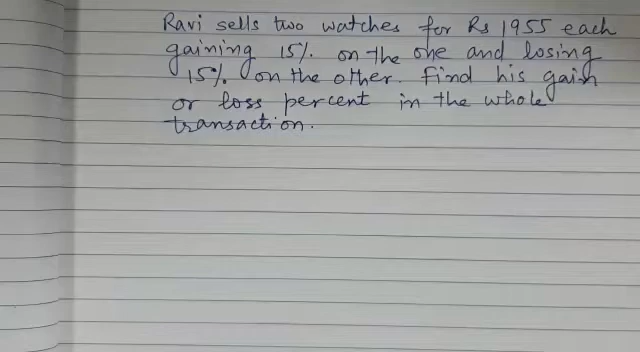 Ravi sells two watches for Rs 1955 each
gaining 15%. on the one and losing
15%. on the other. Find his gain
or loss percent in the whole
transaction.